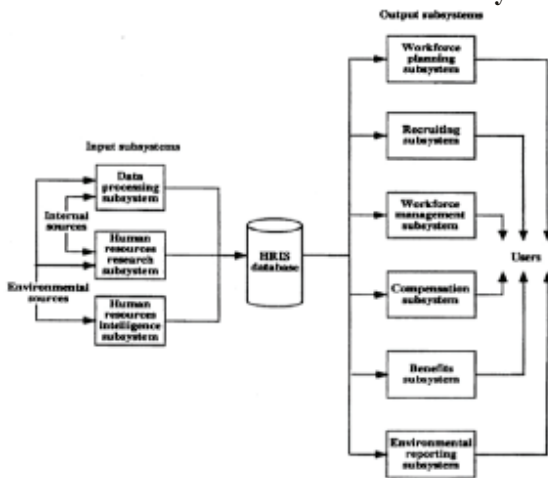 Output subsystems
Workforce
planning
subsystem
Recruiting
subsystem
Input subsystems
Data
processing
subsystem
Internal
sources
Human
resources
research
subsystem
Environmental
sources
Human
resources
intelligence
subsystem
HRIS
database
Workforce
management
subsystem
Users
Compensation
subsystem
Benefits
subsystem
Environmental
reporting
subsystem